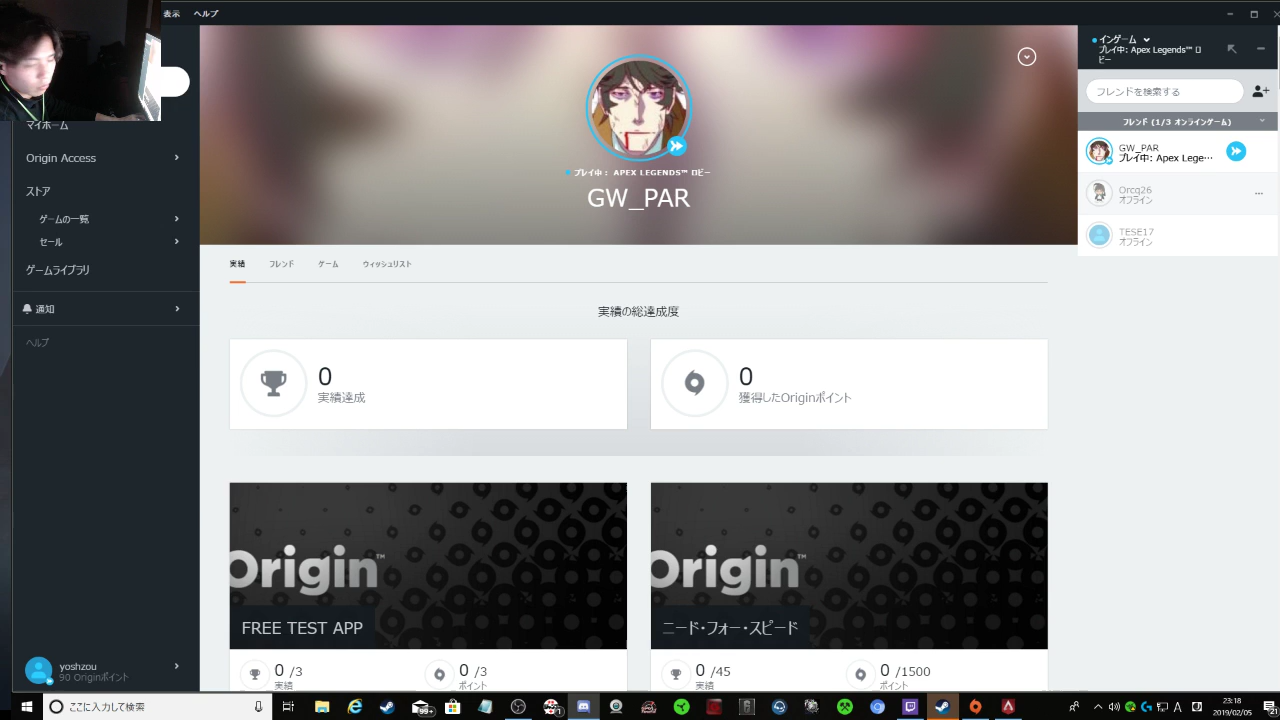 表示 ヘルプ
マイホーム
Origin Access
ストア
ゲームの一覧
セール
ゲームライブラリ
通知
ヘルプ
yoshzou
90 Originポイント
プレイ中： APEX LEGENDS™ ロビー
GW_PAR
実績 フレンド ゲーム ウィッシュリスト
実績の総達成度
0
実績達成
0
獲得したOriginポイント
Origin™
FREE TEST APP
0 /3
実績
0 /3
ポイント
Origin™
ニード・フォー・スピード
0 /45
実績
0 /1500
ポイント
インゲーム
プレイ中: Apex Legends™ ロ
ビー
フレンドを検索する
フレンド (1/3 オンラインゲーム)
GW_PAR
プレイ中: Apex Lege…
Orcq26
オフライン
TESE17
オフライン
ここに入力して検索
99+
A
23:18
2019/02/05